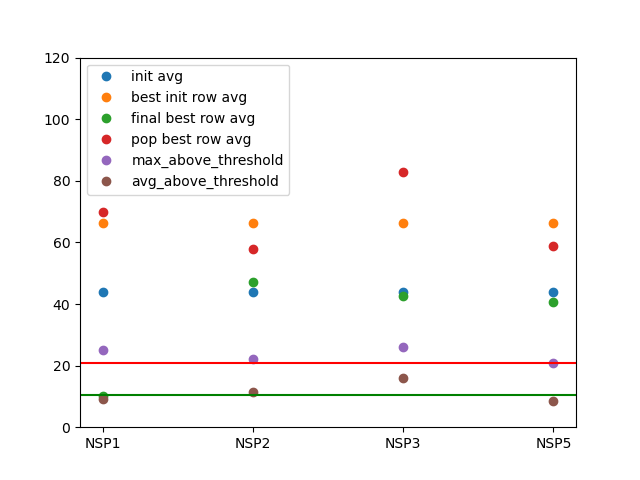 120
100
80
60
40
20
0
init avg
best init row avg
final best row avg
pop best row avg
max_above_threshold
avg_above_threshold
NSP1 NSP2 NSP3 NSP5